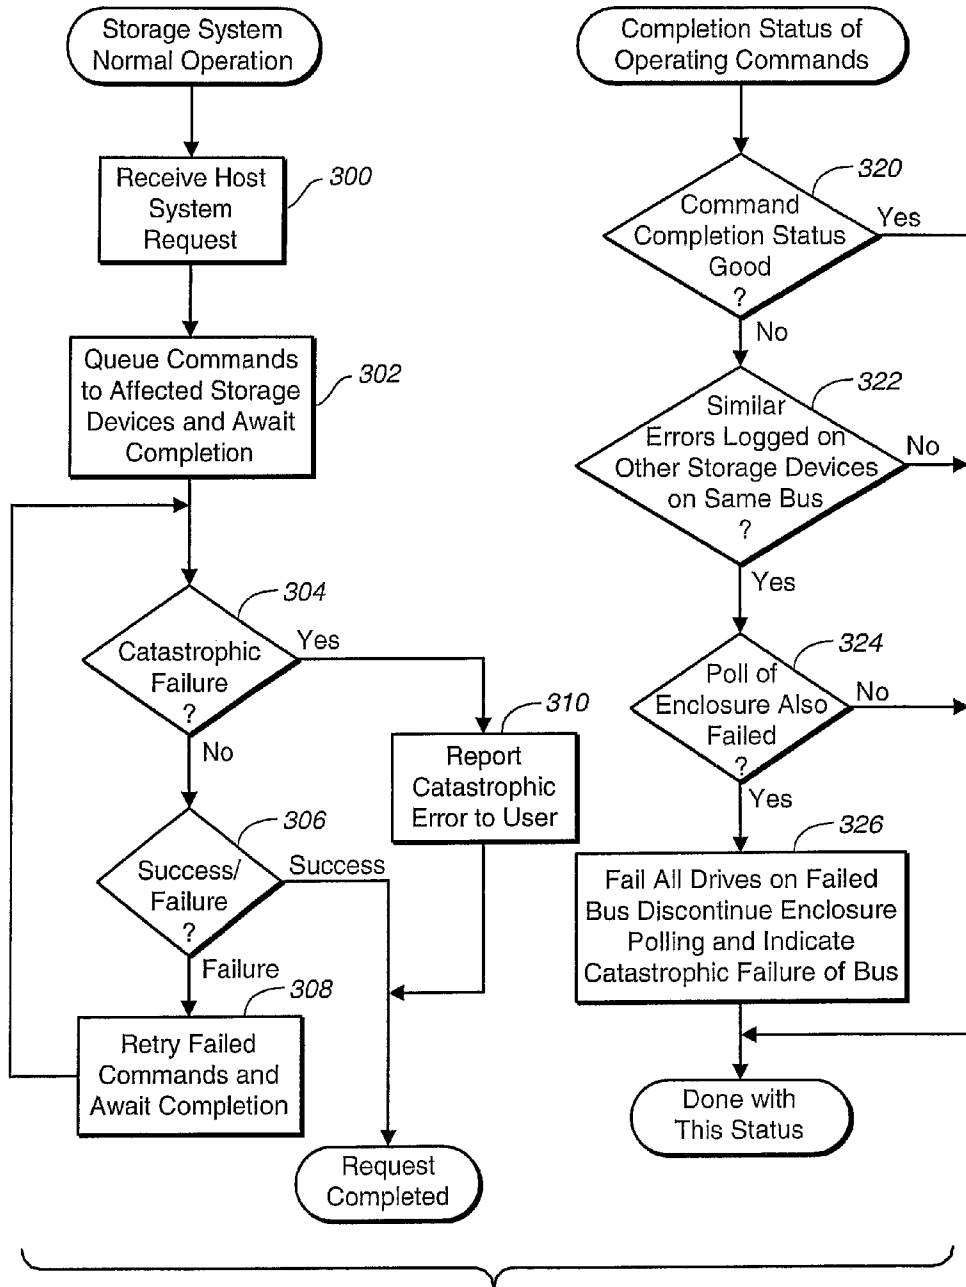 Storage System
Normal Operation
300
Receive Host
System
Request
302
Queue Commands
to Affected Storage
Devices and Await
Completion
304
Catastrophic
Failure
?
Yes
No
310
Report
Catastrophic
Error to User
306
Success/
Failure
?
Success
Failure
308
Retry Failed
Commands and
Await Completion
Request
Completed
Completion Status of
Operating Commands
320
Command
Completion Status
Good
?
Yes
No
322
Similar
Errors Logged on
Other Storage Devices
on Same Bus
?
No
Yes
324
Poll of
Enclosure Also
Failed
?
No
Yes
326
Fail All Drives on Failed
Bus Discontinue Enclosure
Polling and Indicate
Catastrophic Failure of Bus
Done with
This Status